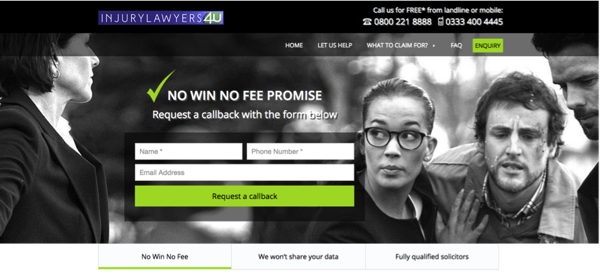 INJURYLAWYERS4U
Call us for FREE* from landline or mobile:
0800 221 8888 0333 400 4445
HOME LET US HELP WHAT TO CLAIM FOR? FAQ ENQUIRY
NO WIN NO FEE PROMISE
Request a callback with the form below
Name * Phone Number *
Email Address
Request a callback
No Win No Fee We won't share your data Fully qualified solicitors